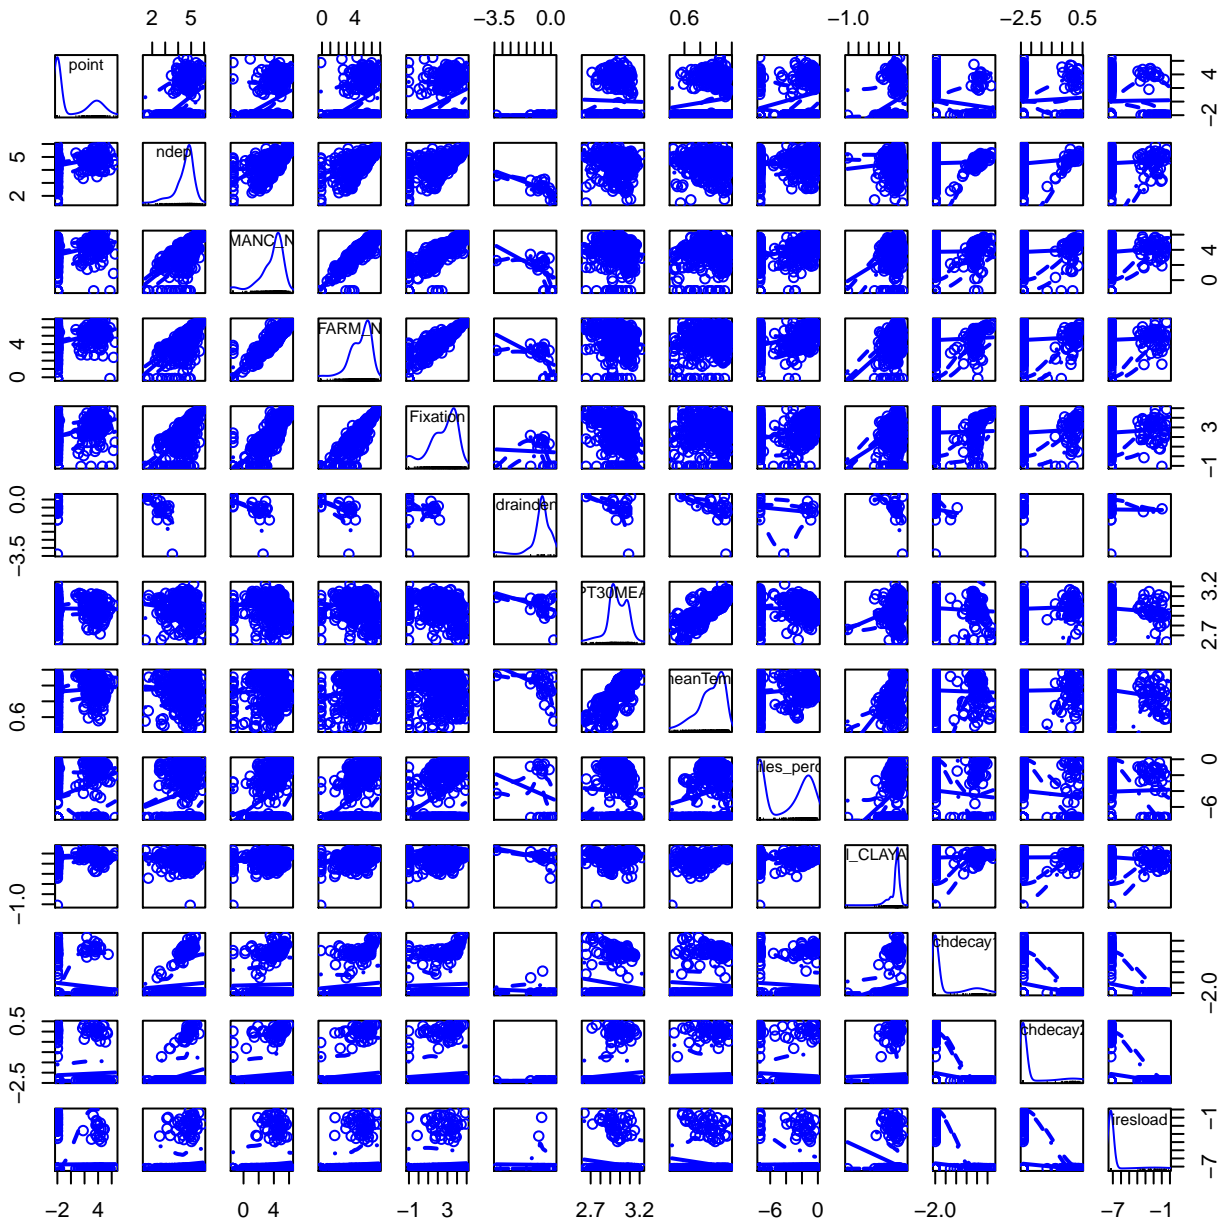 2 5 0 4 -3.5 0.0 0.6 -1.0 -2.5 0.5
point
4
-2
5
2
ndep
MANC_N
4
0
4
0
FARM_N
Fixation
3
-1
0.0
-3.5
drainden
PT30MEA
3.2
2.7
0.6
neanTem
ries_perc
0
-6
-1.0
I_CLAYA
chdecay1
-2.0
0.5
-2.5
chdecay2
resload
-1
-7
-2 4 0 4 -1 3 2.7 3.2 -6 0 -2.0 -7 -1